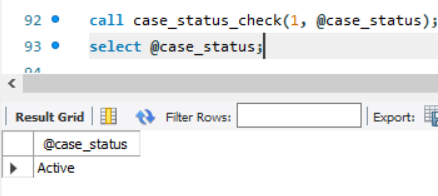 92 call case_status_check(1, @case_status);
93 select @case_status;
94
Result Grid Filter Rows: Export:
@case_status
Active